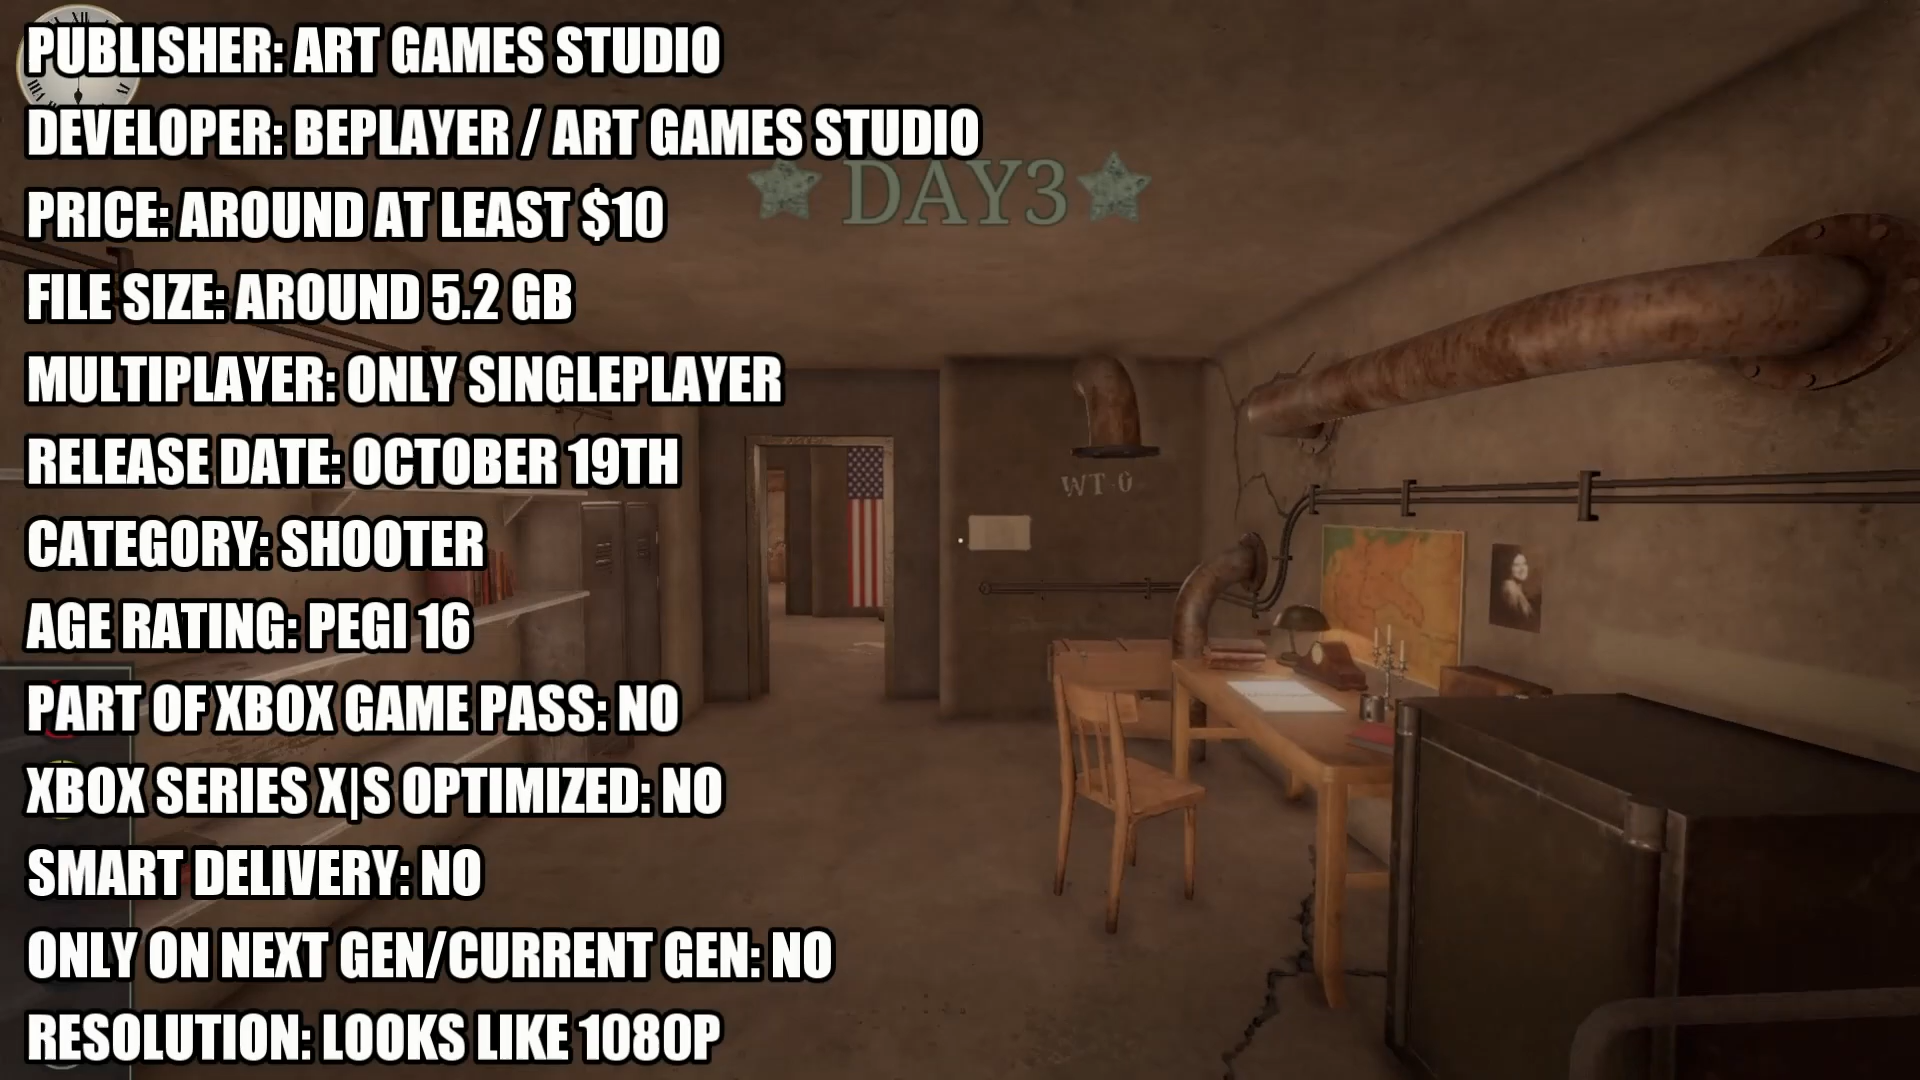 PUBLISHER: ART GAMES STUDIO
DEVELOPER: BEPLAYER / ART GAMES STUDIO
DAY3
PRICE: AROUND AT LEAST $10
FILE SIZE: AROUND 5.2 GB
MULTIPLAYER: ONLY SINGLEPLAYER
RELEASE DATE: OCTOBER 19TH
WT 0
CATEGORY: SHOOTER
AGE RATING: PEGI 16
PART OF XBOX GAME PASS: NO
XBOX SERIES X|S OPTIMIZED: NO
SMART DELIVERY: NO
ONLY ON NEXT GEN/CURRENT GEN: NO
RESOLUTION: LOOKS LIKE 1080P